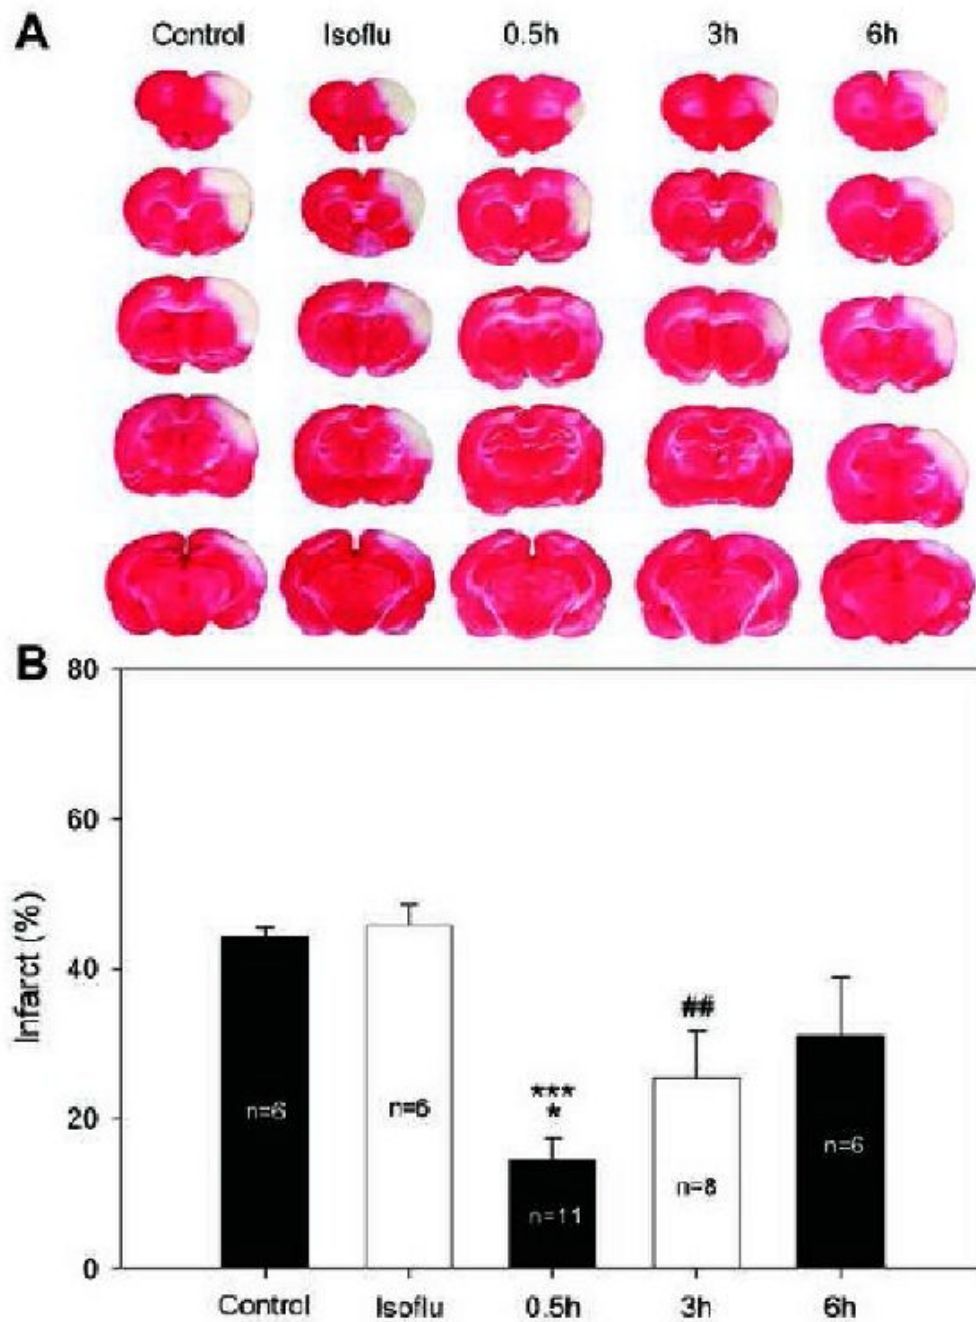 A
Control Isoflu 0.5h 3h 6h
B
80
60
40
20
0
Infarct (%)
n=6
n=6
***
*
n=11
##
n=8
n=6
Control Isoflu 0.5h 3h 6h